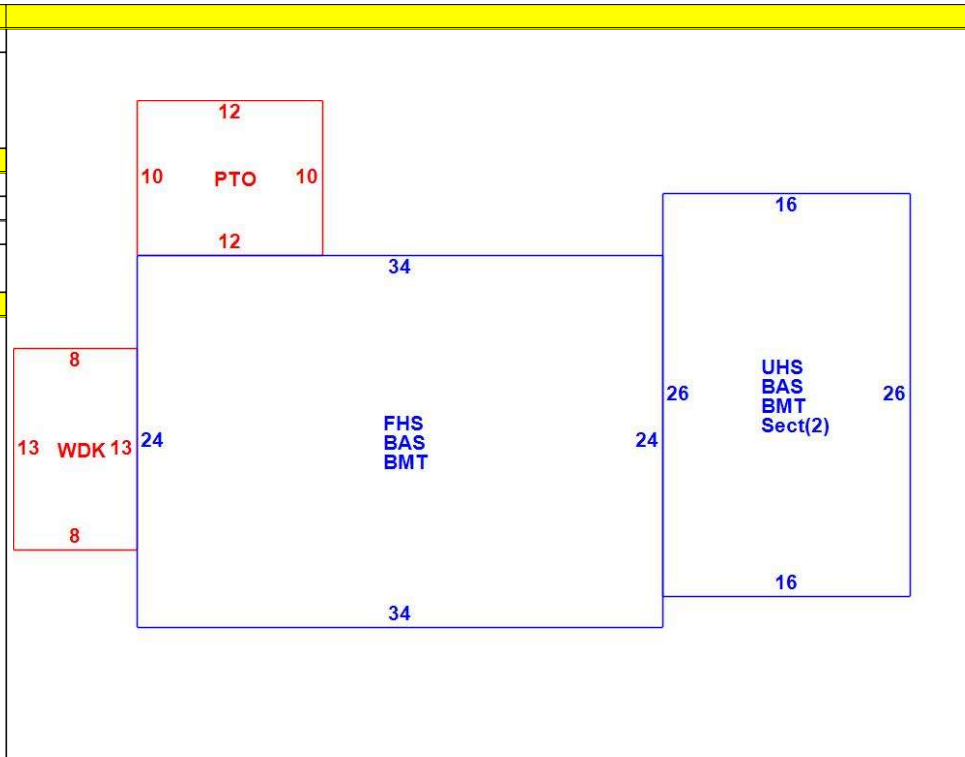 12
10 PTO 10
12
16
34
8
26
UHS
BAS
BMT
Sect(2)
26
13 WDK 13
24
FHS
BAS
BMT
24
8
16
34